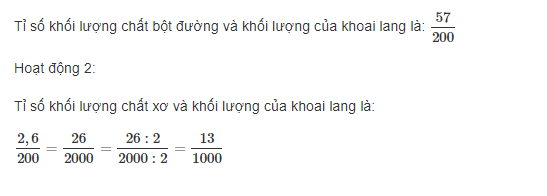 Tỉ số khối lượng chất bột đường và khối lượng của khoai lang là: 57/200
Hoạt động 2:
Tỉ số khối lượng chất xơ và khối lượng của khoai lang là:
2,6/200 = 26/2000 = 26 : 2/2000 : 2 = 13/1000